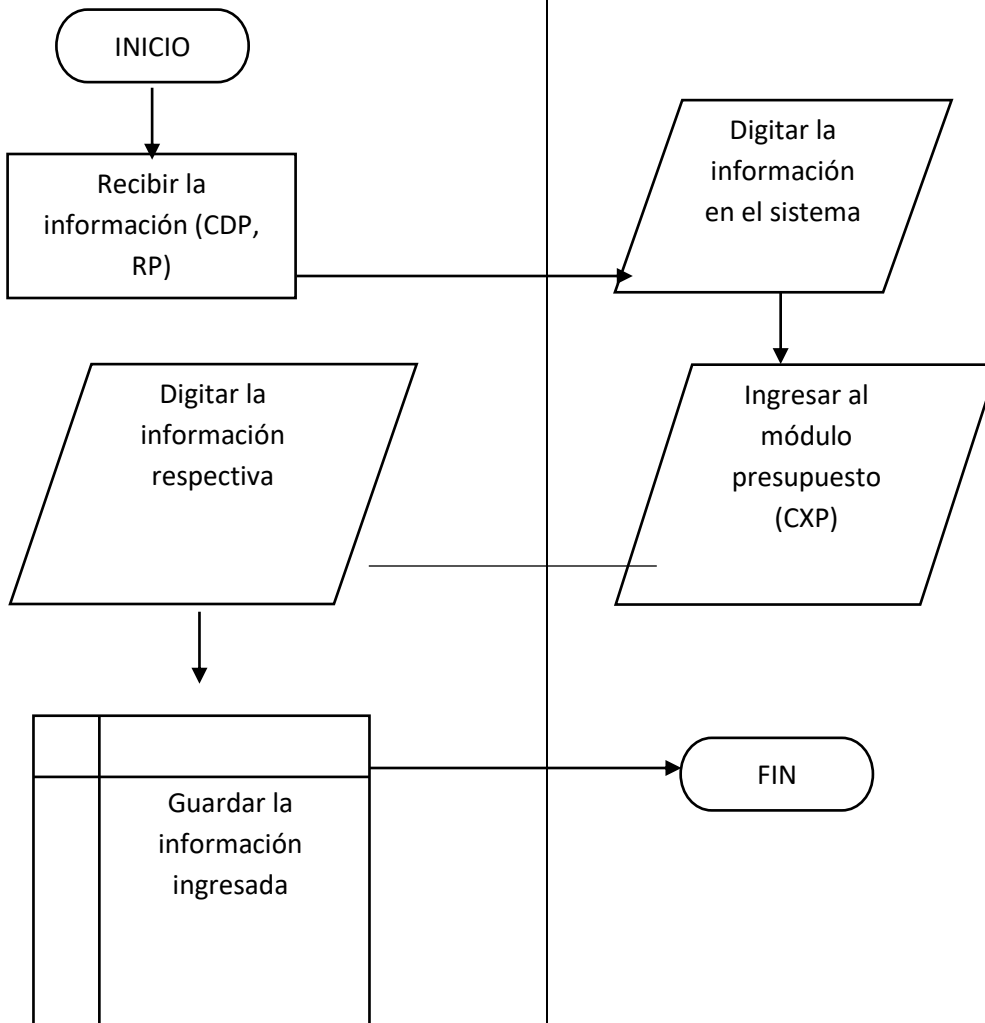 INICIO
Recibir la
información (CDP,
RP)
Digitar la
información
en el sistema
Ingresar al
módulo
presupuesto
(CXP)
Digitar la
información
respectiva
Guardar la
información
ingresada
FIN